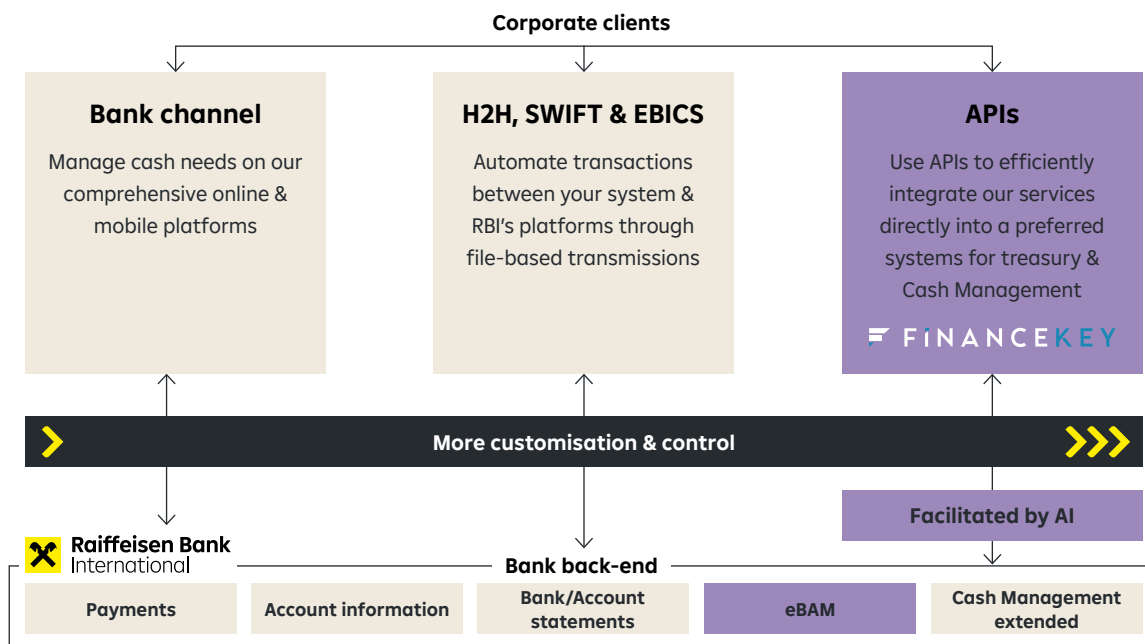 Corporate clients
Bank channel
Manage cash needs on our
comprehensive online &
mobile platforms
H2H, SWIFT & EBICS
Automate transactions
between your system &
RBI's platforms through
file-based transmissions
APIs
Use APIs to efficiently
integrate our services
directly into a preferred
systems for treasury &
Cash Management
FINANCEKEY
More customisation & control
Facilitated by AI
Raiffeisen Bank
International
Bank back-end
Payments
Account information
Bank/Account
statements
eBAM
Cash Management
extended